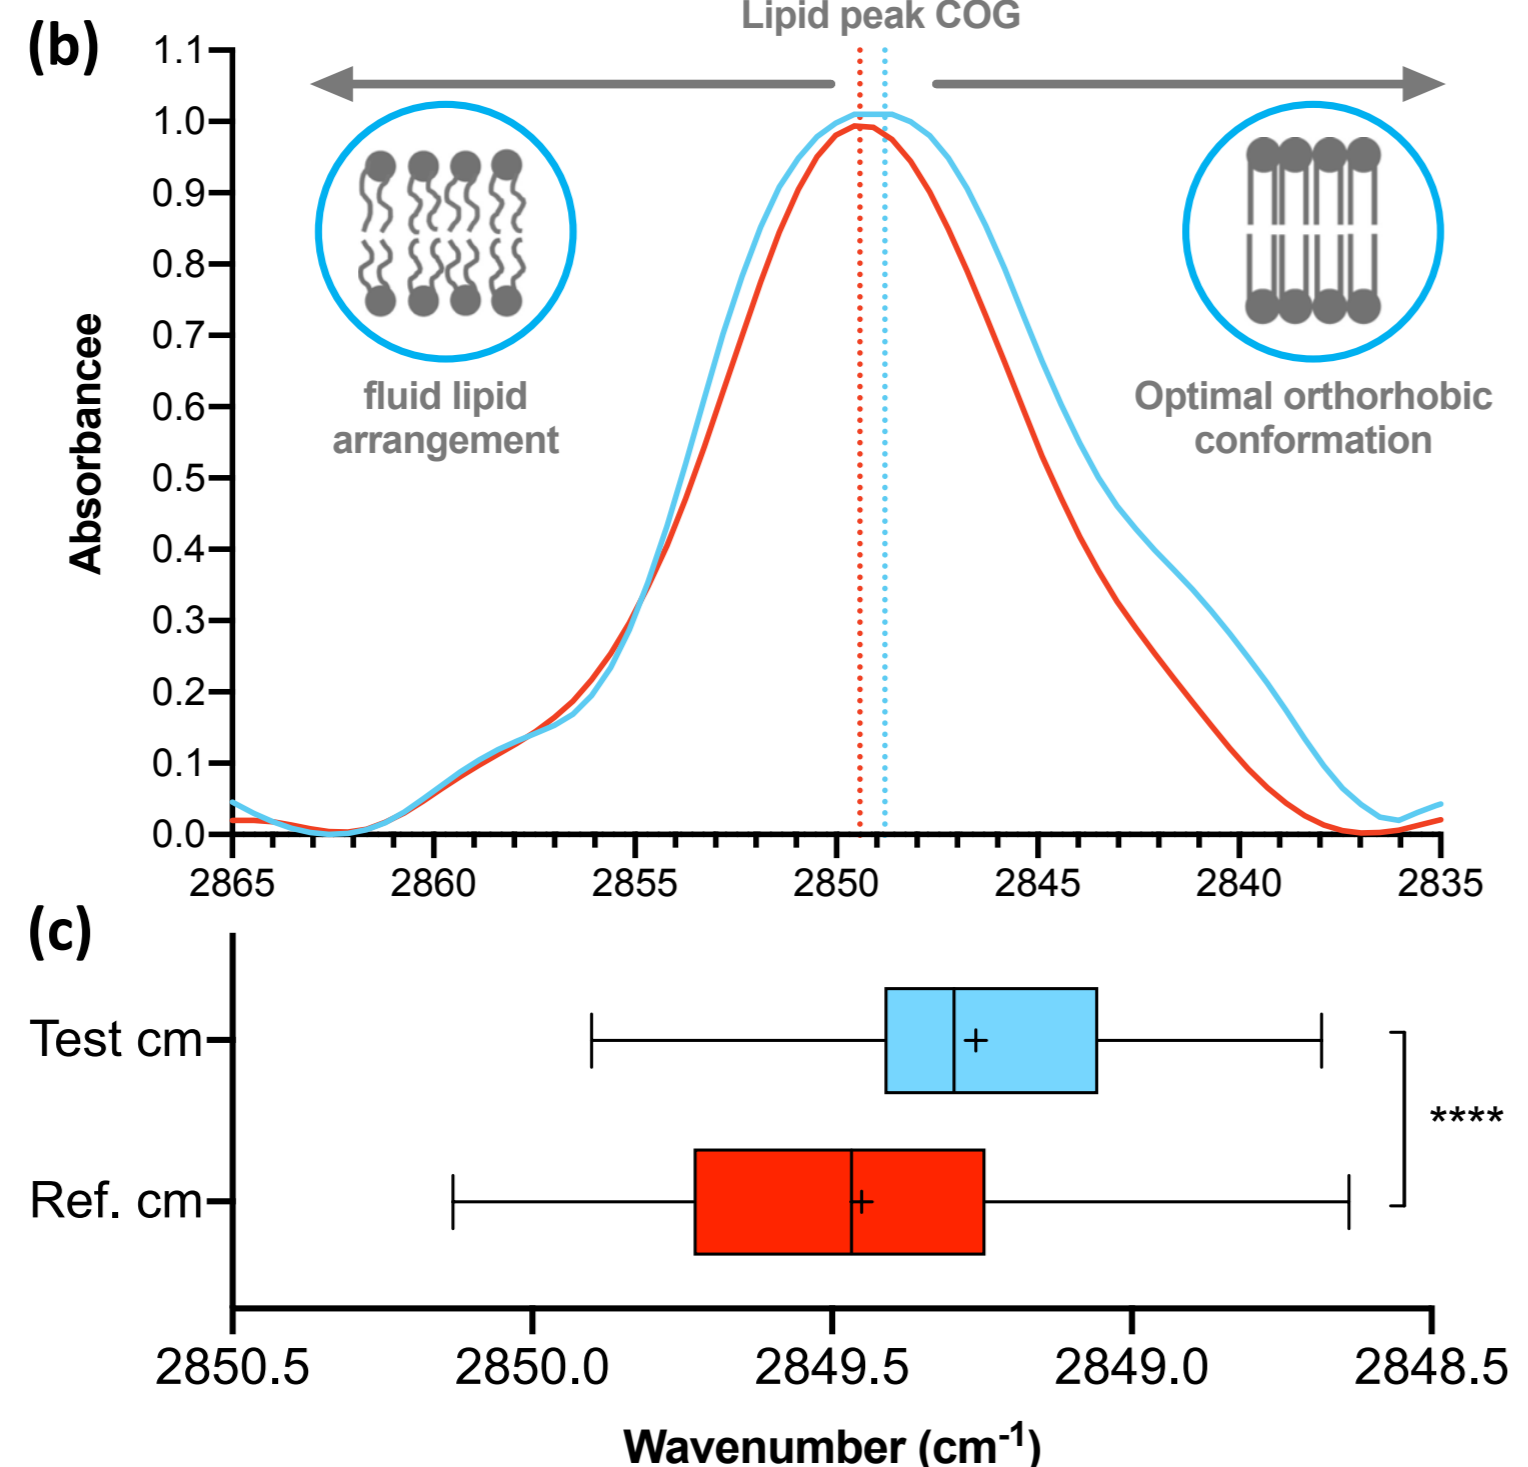 (b)
Lipid peak COG
1.1
1.0
0.9
0.8
0.7
0.6
0.5
0.4
0.3
0.2
0.1
0.0
Absorbancee
fluid lipid
arrangement
Optimal orthorhobic
conformation
2865 2860 2855 2850 2845 2840 2835
(c)
Test cm
Ref. cm
****
2850.5 2850.0 2849.5 2849.0 2848.5
Wavenumber (cm-1)